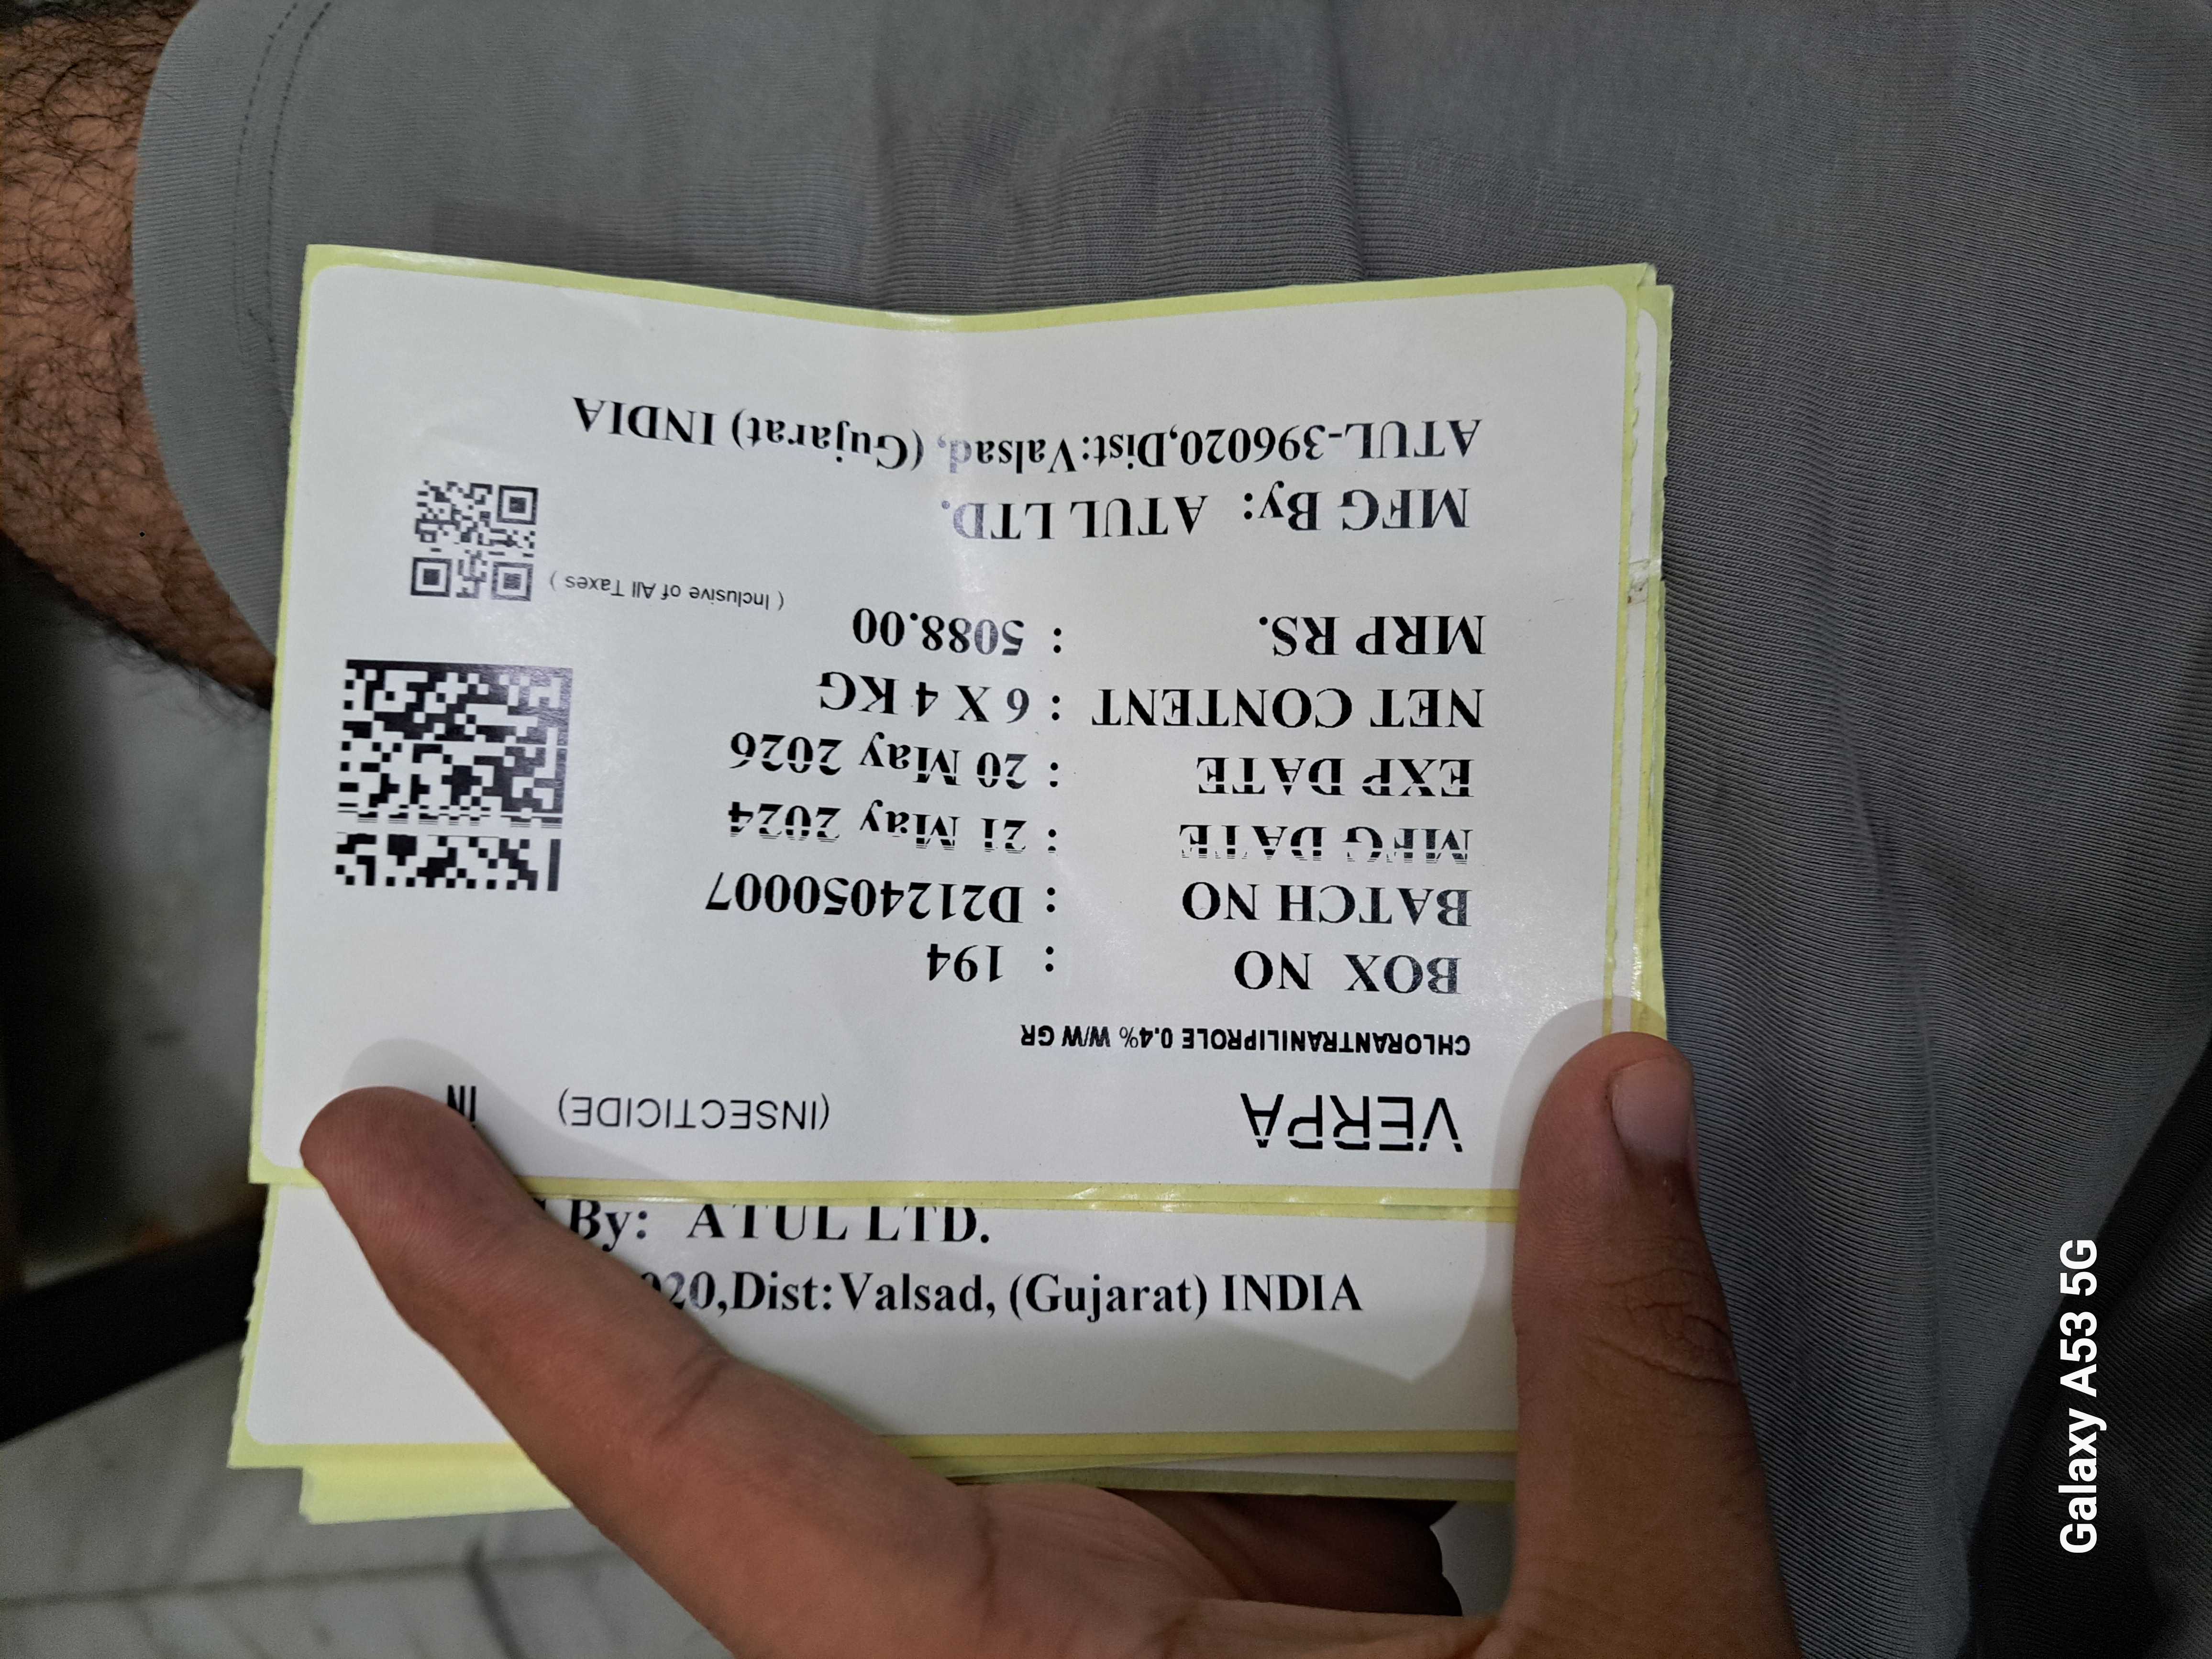 VERPA (INSECTICIDE) IN
CHLORANTRANILIPROLE 0.4% W/W GR
BOX NO : 194
BATCH NO : D2124050007
MFG DATE : 21 May 2024
EXP DATE : 20 May 2026
NET CONTENT : 6 X 4 KG
MRP RS. : 5088.00
( Inclusive of All Taxes )
MFG By: ATUL LTD.
ATUL-396020,Dist:Valsad, (Gujarat) INDIA
By: ATUL LTD.
20,Dist:Valsad, (Gujarat) INDIA
Galaxy A53 5G